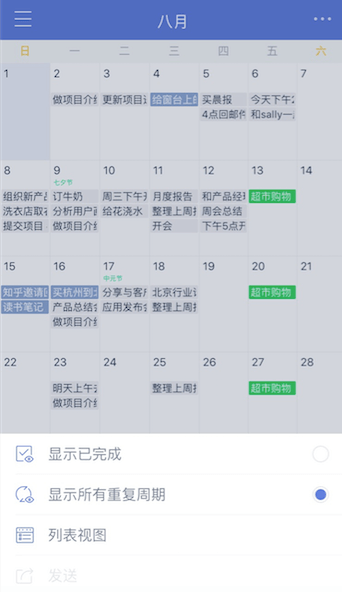 八月
日 一 二 三 四 五 六
1 2 3 4 5 6 7
做项目介绍 更新项目进 给窗台上的 买晨报 今天下午2
4点回邮件 和sally一
8 9 10 11 12 13 14
七夕节
组织新产品 订牛奶 周三下午开 月度报告 和产品经理 超市购物
洗衣店取衣 分析用户画 给花浇水 整理上周报 周会总结
提交项目 做项目介绍 开会 下午5点开
15 16 17 18 19 20 21
中元节
知乎邀请回 买杭州到北 分享与客户 北京行业 超市购物
读书笔记 产品总结会 应用发布会 整理上周报
做项目介绍
22 23 24 25 26 27 28
明天上午 整理上周报 超市购物
做项目介绍
显示已完成
显示所有重复周期
列表视图
发送